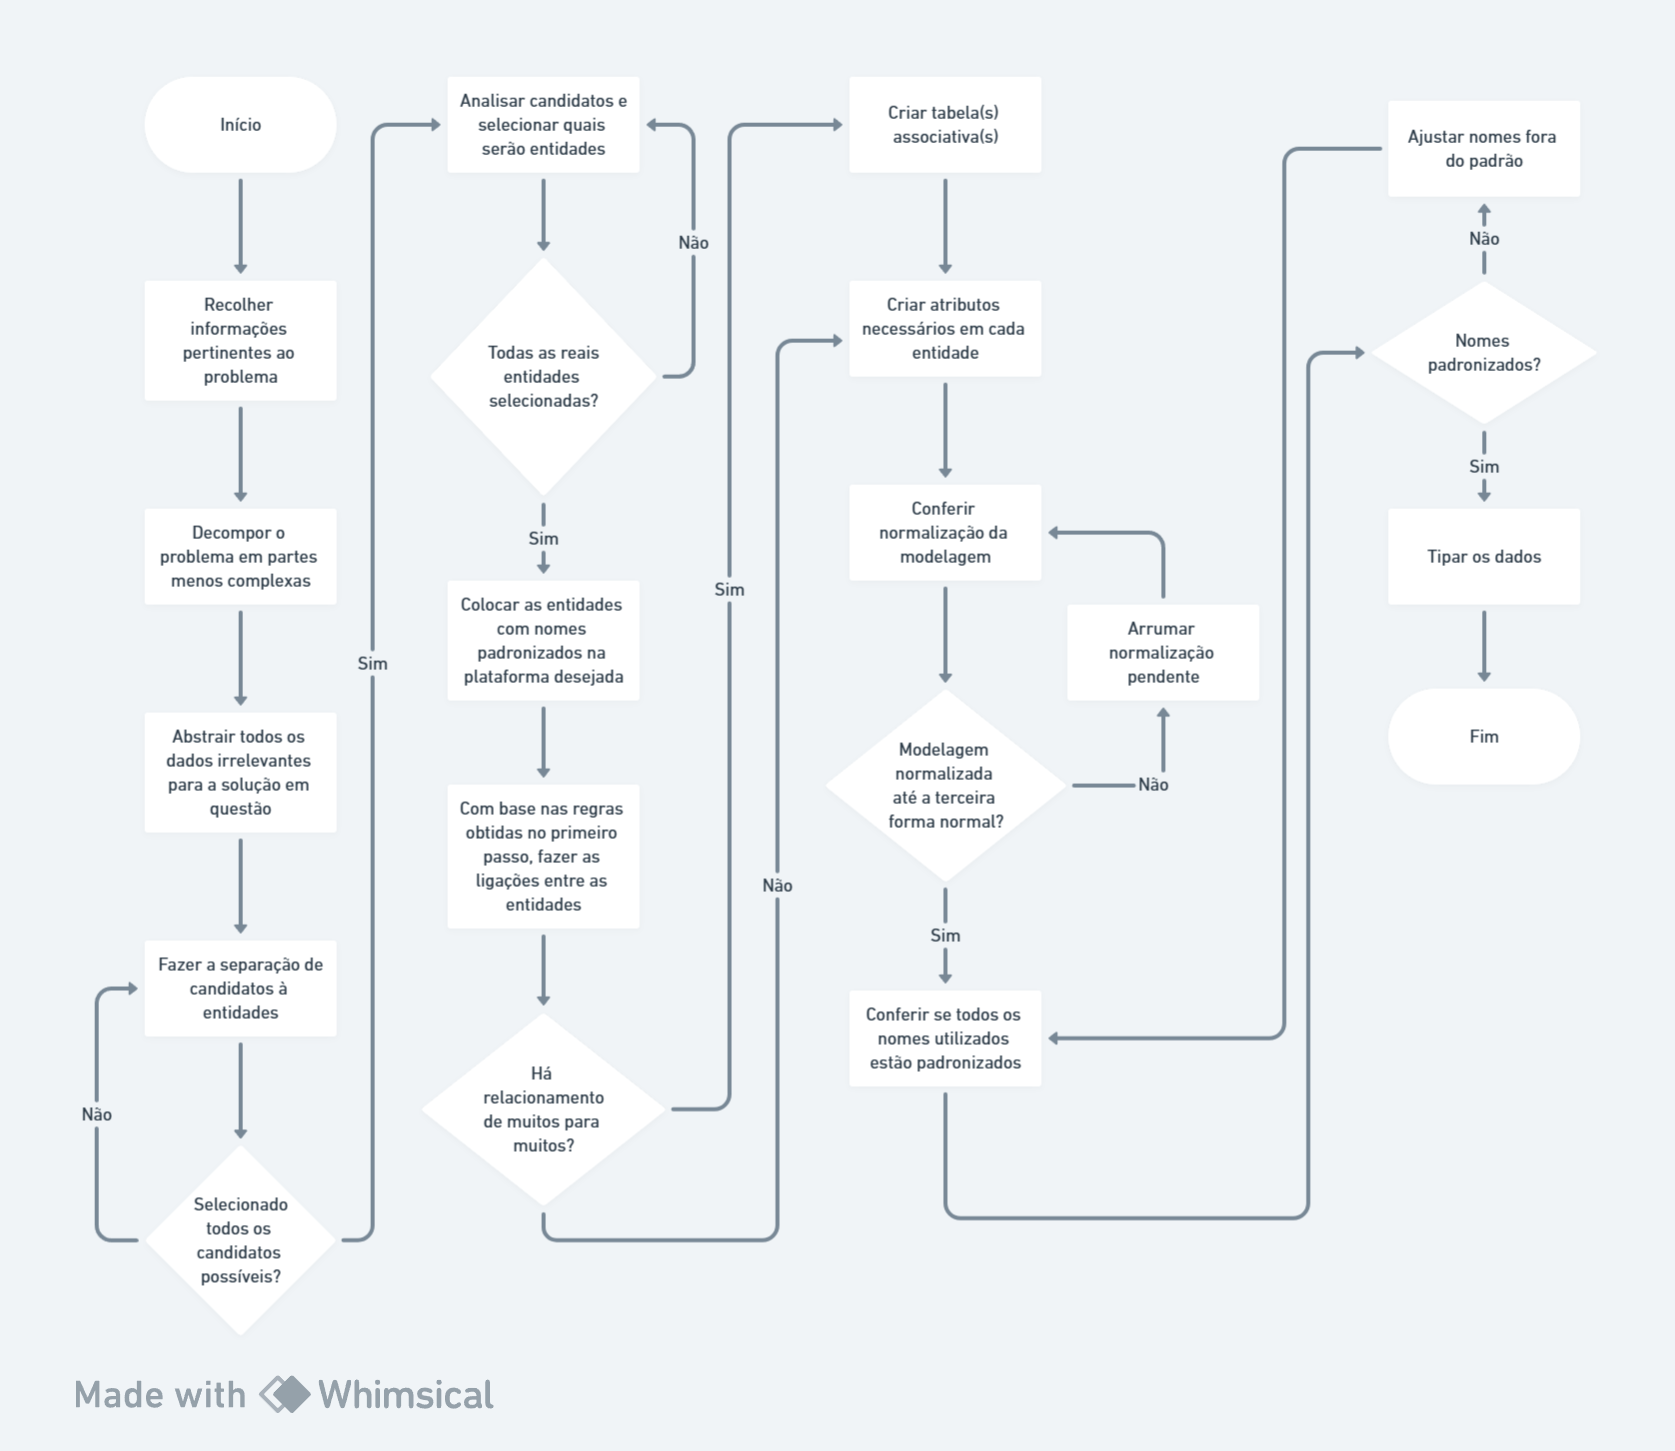 Início
Recolher
informações
pertinentes ao
problema
Decompor o
problema em partes
menos complexas
Abstrair todos os
dados irrelevantes
para a solução em
questão
Fazer a separação de
candidatos à
entidades
Não
Selecionado
todos os
candidatos
possíveis?
Sim
Analisar candidatos e
selecionar quais
serão entidades
Não
Todas as reais
entidades
selecionadas?
Sim
Colocar as entidades
com nomes
padronizados na
plataforma desejada
Com base nas regras
obtidas no primeiro
passo, fazer as
ligações entre as
entidades
Há
relacionamento
de muitos para
muitos?
Sim
Não
Criar tabela(s)
associativa(s)
Criar atributos
necessários em cada
entidade
Conferir
normalização da
modelagem
Arrumar
normalização
pendente
Modelagem
normalizada
até a terceira
forma normal?
Não
Sim
Conferir se todos os
nomes utilizados
estão padronizados
Ajustar nomes fora
do padrão
Não
Nomes
padronizados?
Sim
Tipar os dados
Fim
Made with Whimsical